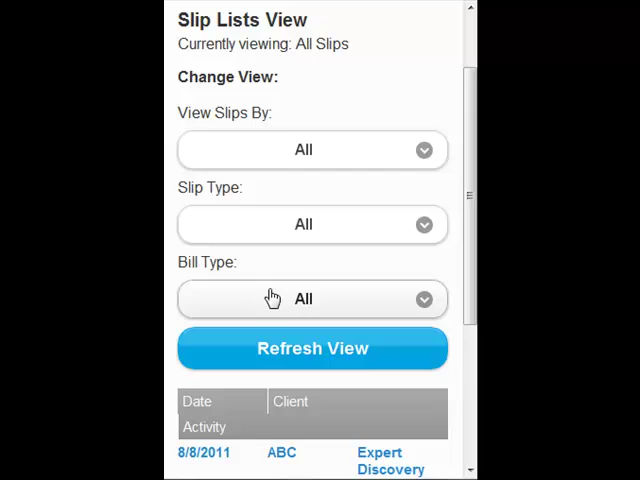 Slip Lists View
Currently viewing: All Slips
Change View:
View Slips By:
All
Slip Type:
All
Bill Type:
All
Refresh View
Date Client
Activity
8/8/2011 ABC Expert
Discovery